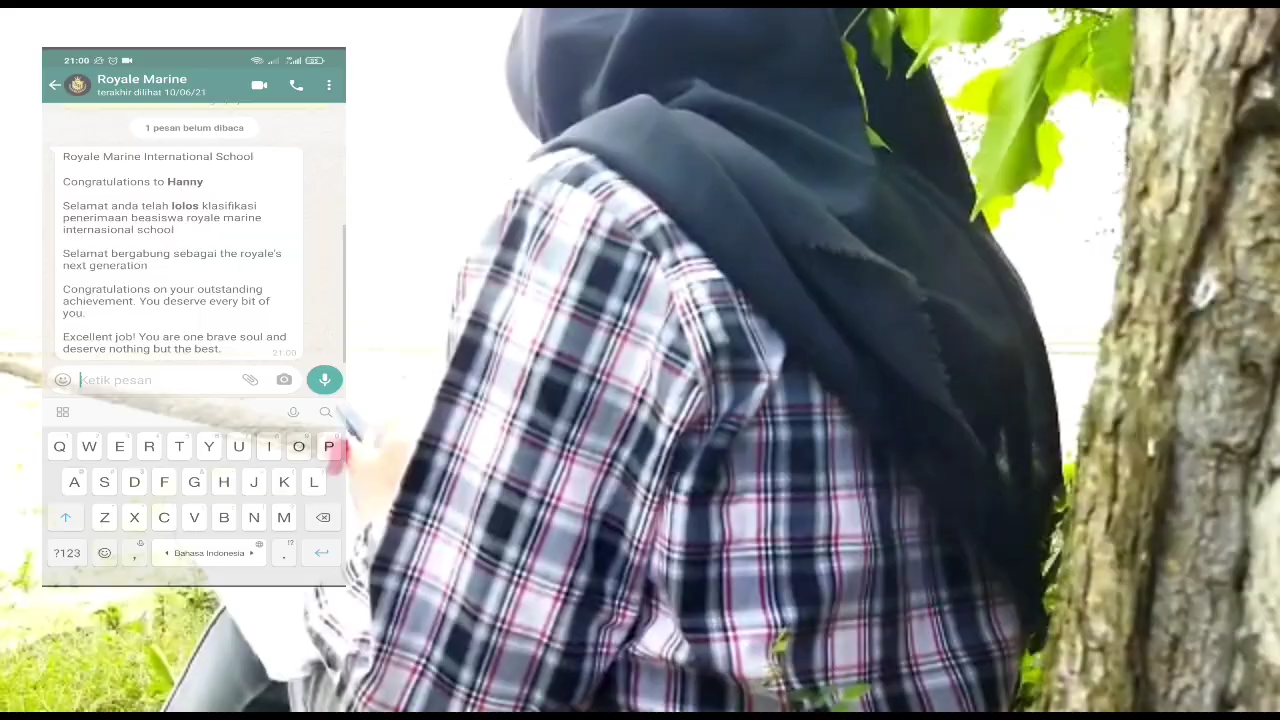 21:00
Royale Marine
terakhir dilihat 10/06/21
1 pesan belum dibaca
Royale Marine International School
Congratulations to Hanny
Selamat anda telah lolos klasifikasi
penerimaan beasiswa royale marine
internasional school
Selamat bergabung sebagai the royale's
next generation
Congratulations on your outstanding
achievement. You deserve every bit of
you.
Excellent job! You are one brave soul and
deserve nothing but the best.
21:00
Ketik pesan
Q W E R T Y U I O P
A S D F G H J K L
Z X C V B N M
?123 , Bahasa Indonesia .